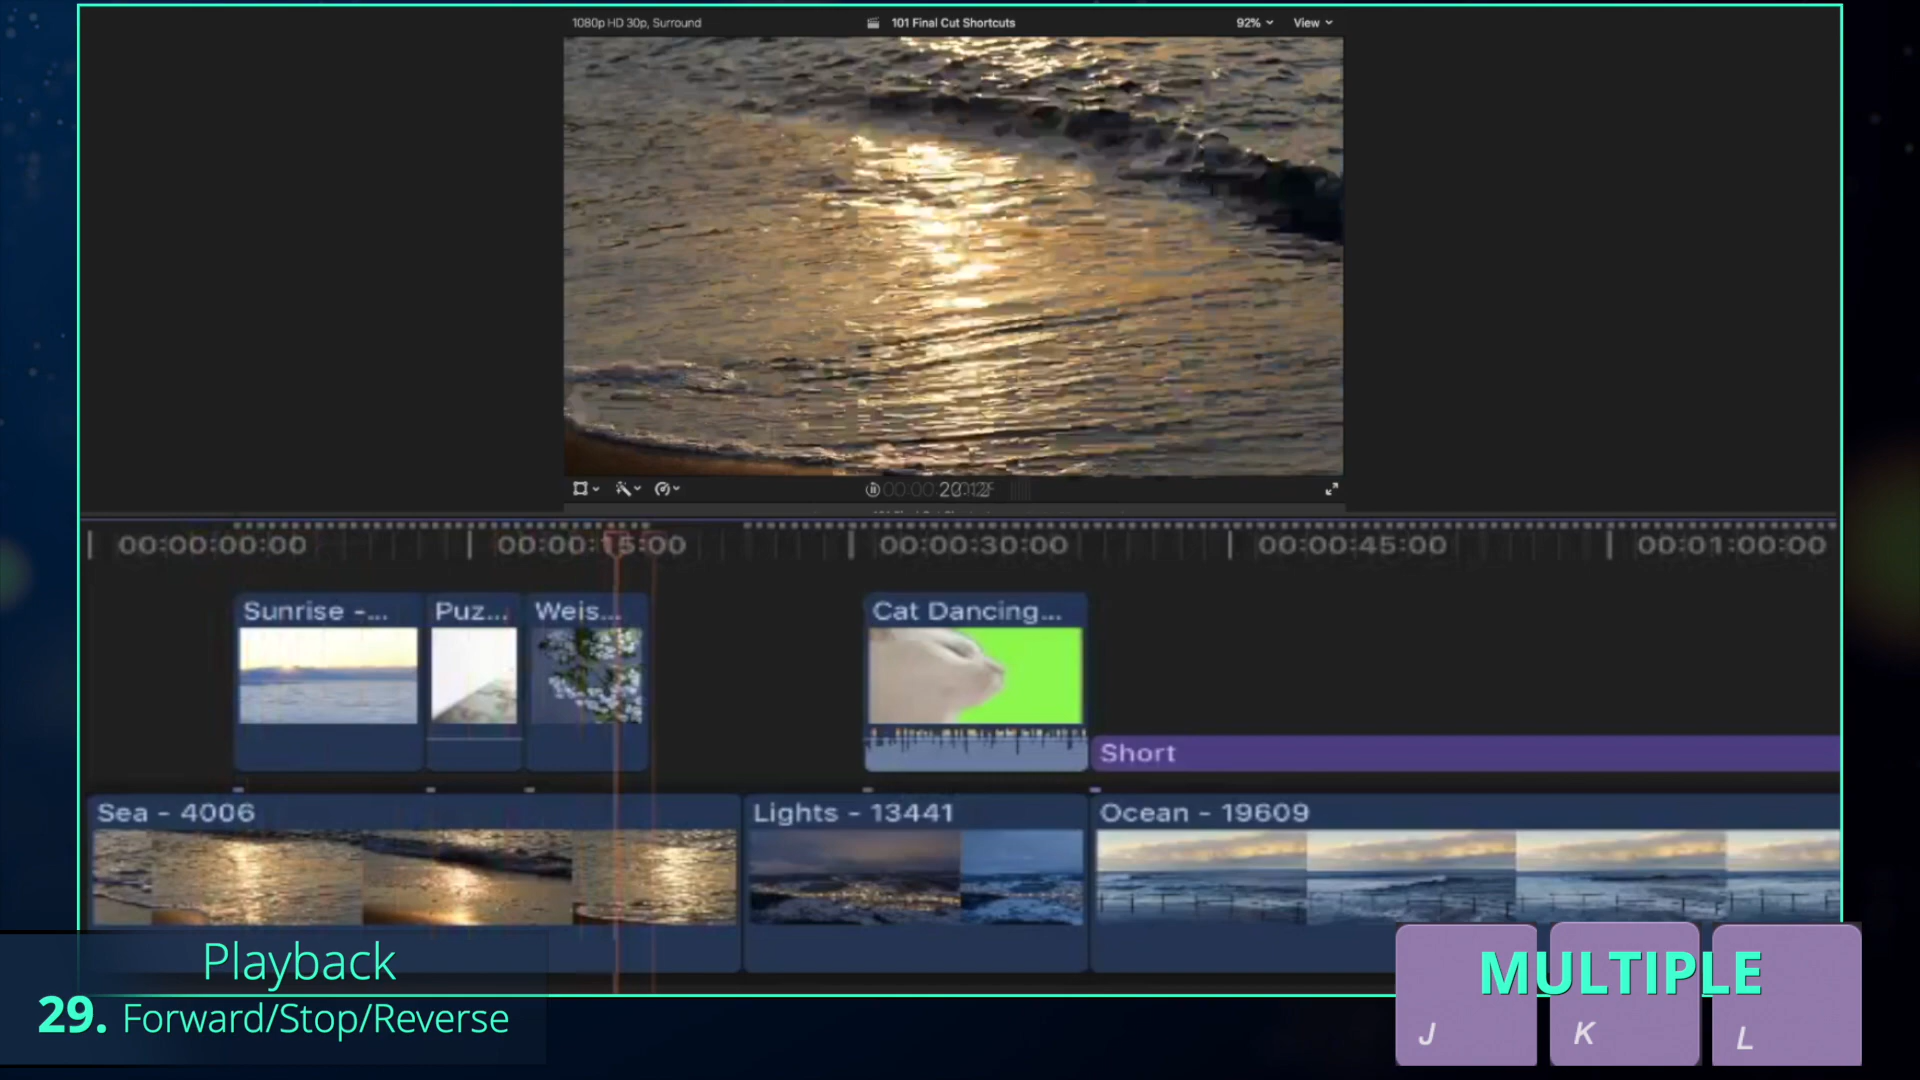 1080p HD 30p, Surround
101 Final Cut Shortcuts
92%
View
00:00:00:00
00:00:15:00
00:00:30:00
00:00:45:00
00:01:00:00
Sunrise -...
Puz...
Weis...
Cat Dancing...
Short
Sea - 4006
Lights - 13441
Ocean - 19609
Playback
29. Forward/Stop/Reverse
MULTIPLE
J
K
L